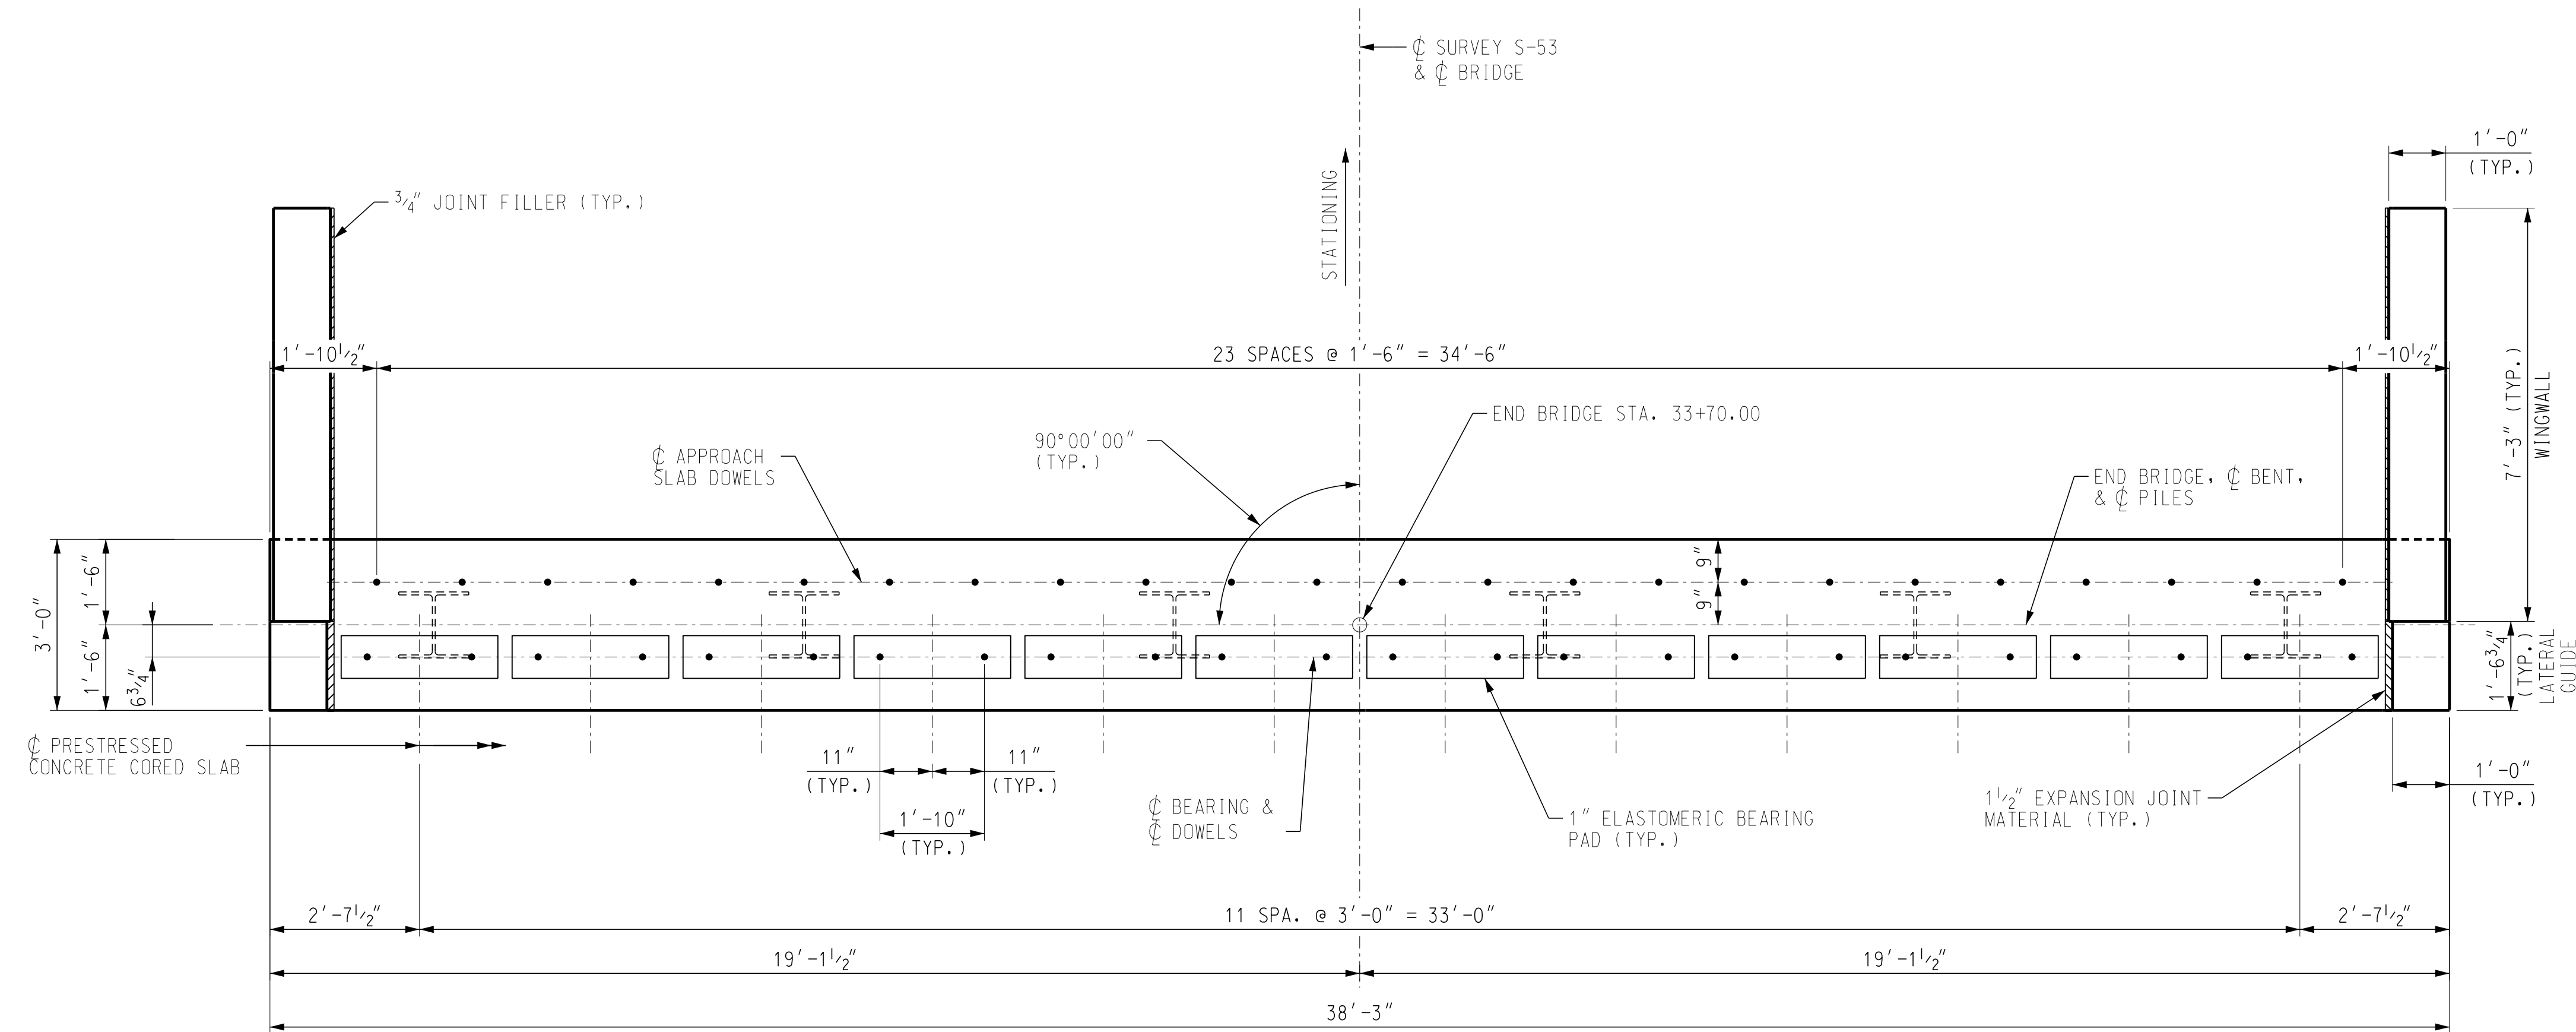 ℄ SURVEY S-53
& ℄ BRIDGE
1'-0"
(TYP.)
3/4" JOINT FILLER (TYP.)
STATIONING
1'-10 1/2"
23 SPACES @ 1'-6" = 34'-6"
1'-10 1/2"
7'-3" (TYP.)
WINGWALL
END BRIDGE STA. 33+70.00
90°00'00"
(TYP.)
℄ APPROACH
SLAB DOWELS
END BRIDGE, ℄ BENT,
& ℄ PILES
3'-0"
1'-6"
1'-6"
6 3/4"
9"
9"
1'-6 3/4"
(TYP.)
LATERAL
GUIDE
℄ PRESTRESSED
CONCRETE CORED SLAB
11"
(TYP.)
11"
(TYP.)
1'-10"
(TYP.)
℄ BEARING &
℄ DOWELS
1" ELASTOMERIC BEARING
PAD (TYP.)
1 1/2" EXPANSION JOINT
MATERIAL (TYP.)
1'-0"
(TYP.)
2'-7 1/2"
11 SPA. @ 3'-0" = 33'-0"
2'-7 1/2"
19'-1 1/2"
19'-1 1/2"
38'-3"